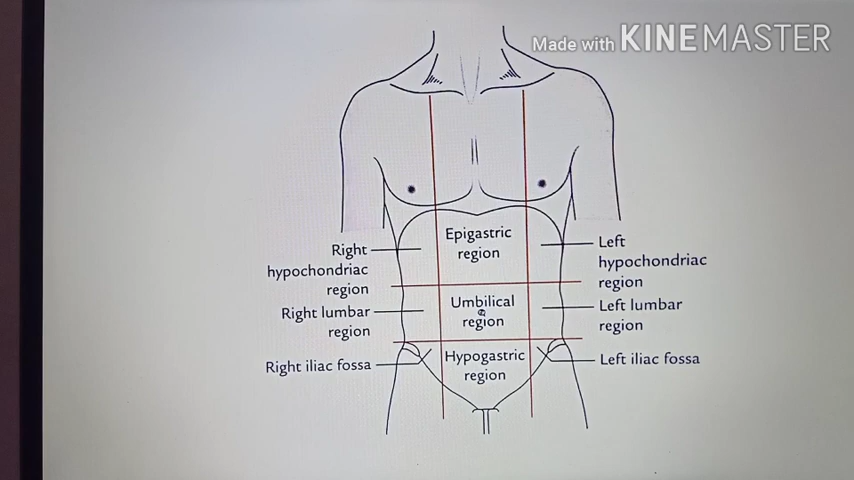 Made with KINEMASTER
Epigastric
region
Right
hypochondriac
region
Left
hypochondriac
region
Umbilical
region
Right lumbar
region
Left lumbar
region
Hypogastric
region
Right iliac fossa
Left iliac fossa